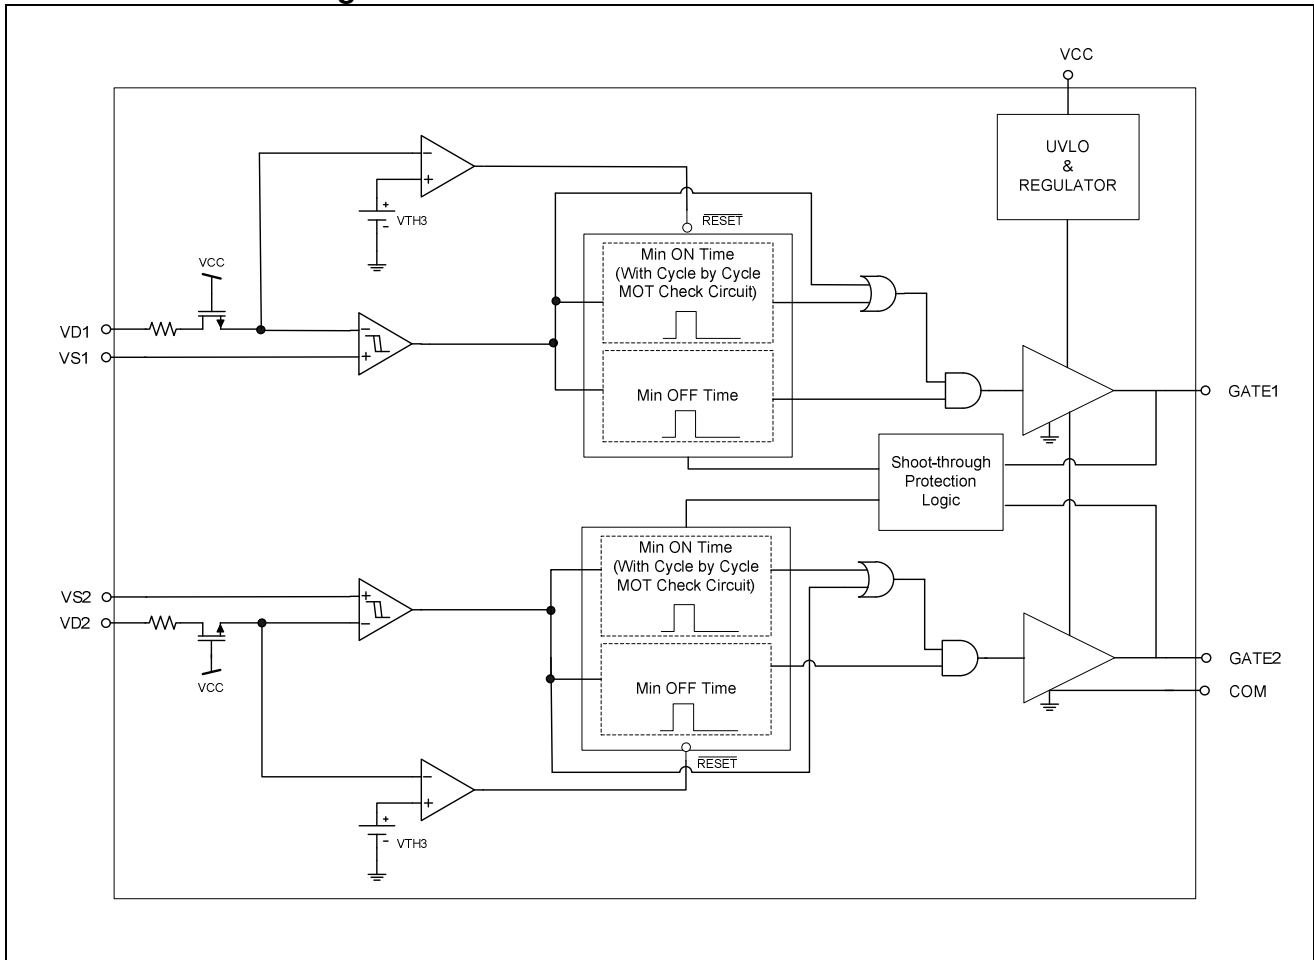 VCC
UVLO
&
REGULATOR
VTH3
RESET
Min ON Time
(With Cycle by Cycle
MOT Check Circuit)
VCC
VD1
VS1
Min OFF Time
GATE1
Shoot-through
Protection
Logic
Min ON Time
(With Cycle by Cycle
MOT Check Circuit)
VS2
VD2
VCC
Min OFF Time
GATE2
COM
RESET
VTH3